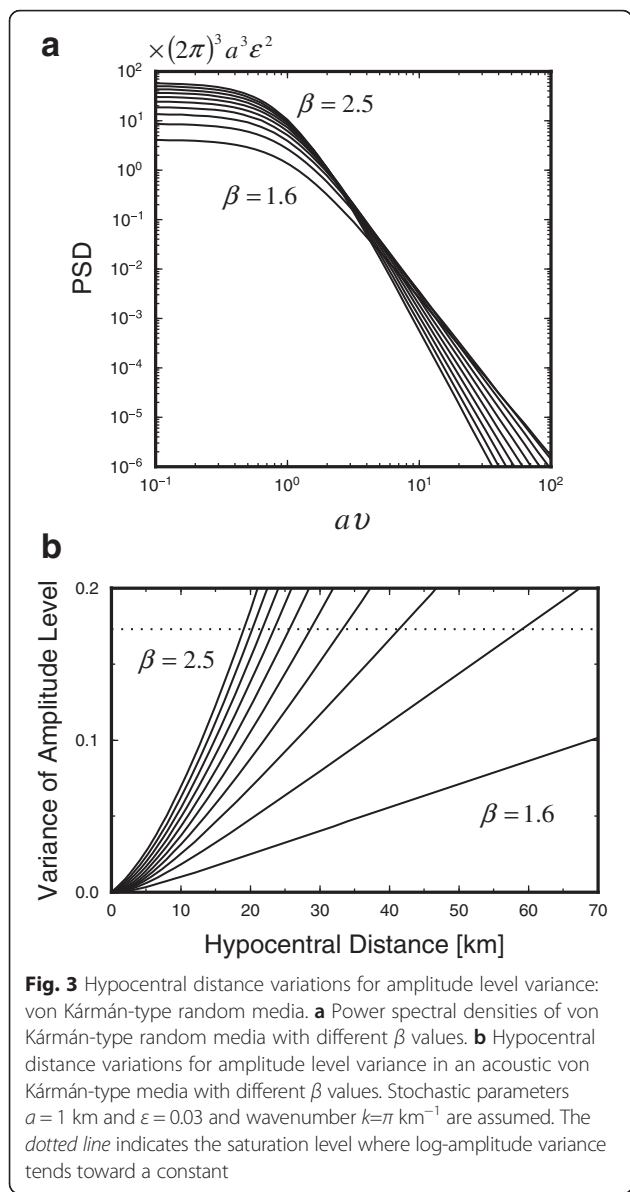 a
×(2π)³ a³ε²
10² 
10¹
10⁰
10⁻¹
10⁻²
10⁻³
10⁻⁴
10⁻⁵
10⁻⁶
PSD
β = 2.5
β = 1.6
10⁻¹ 10⁰ 10¹ 10²
aυ
b
0.2
0.1
0.0
Variance of Amplitude Level
β = 2.5
β = 1.6
0 10 20 30 40 50 60 70
Hypocentral Distance [km]
Fig. 3 Hypocentral distance variations for amplitude level variance:
von Kármán-type random media. a Power spectral densities of von
Kármán-type random media with different β values. b Hypocentral
distance variations for amplitude level variance in an acoustic von
Kármán-type media with different β values. Stochastic parameters
a = 1 km and ε = 0.03 and wavenumber k=π km⁻¹ are assumed. The
dotted line indicates the saturation level where log-amplitude variance
tends toward a constant